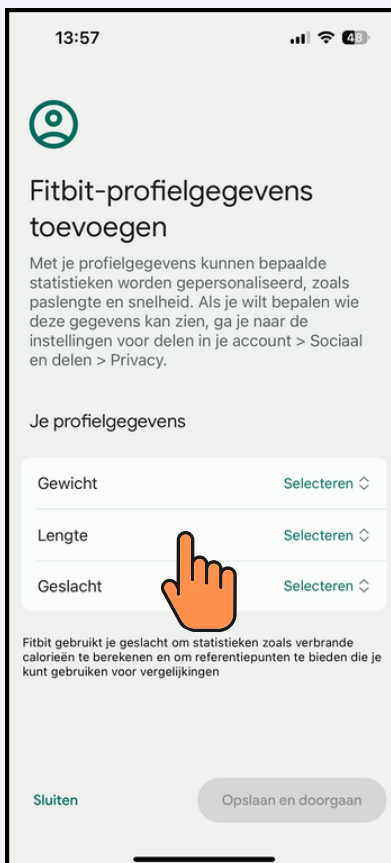 13:57
48
Fitbit-profielgegevens
toevoegen
Met je profielgegevens kunnen bepaalde
statistieken worden gepersonaliseerd, zoals
paslengte en snelheid. Als je wilt bepalen wie
deze gegevens kan zien, ga je naar de
instellingen voor delen in je account > Sociaal
en delen > Privacy.
Je profielgegevens
Gewicht Selecteren
Lengte Selecteren
Geslacht Selecteren
Fitbit gebruikt je geslacht om statistieken zoals verbrande
calorieën te berekenen en om referentiepunten te bieden die je
kunt gebruiken voor vergelijkingen
Sluiten Opslaan en doorgaan